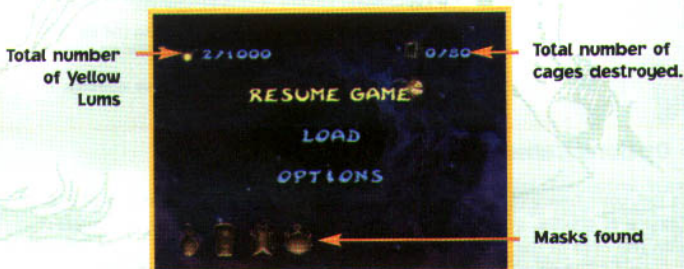 Total number
of Yellow
Lums
2/1000
0/80
Total number of
cages destroyed.
RESUME GAME
LOAD
OPTIONS
Masks found